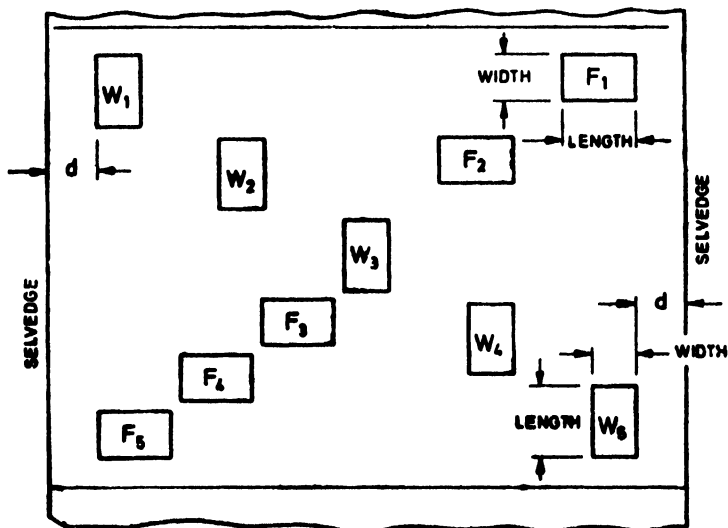 W₁
WIDTH
F₁
LENGTH
F₂
d
W₂
SELVEDGE
W₃
SELVEDGE
F₃
d
W₄
WIDTH
F₄
LENGTH
W₅
F₅